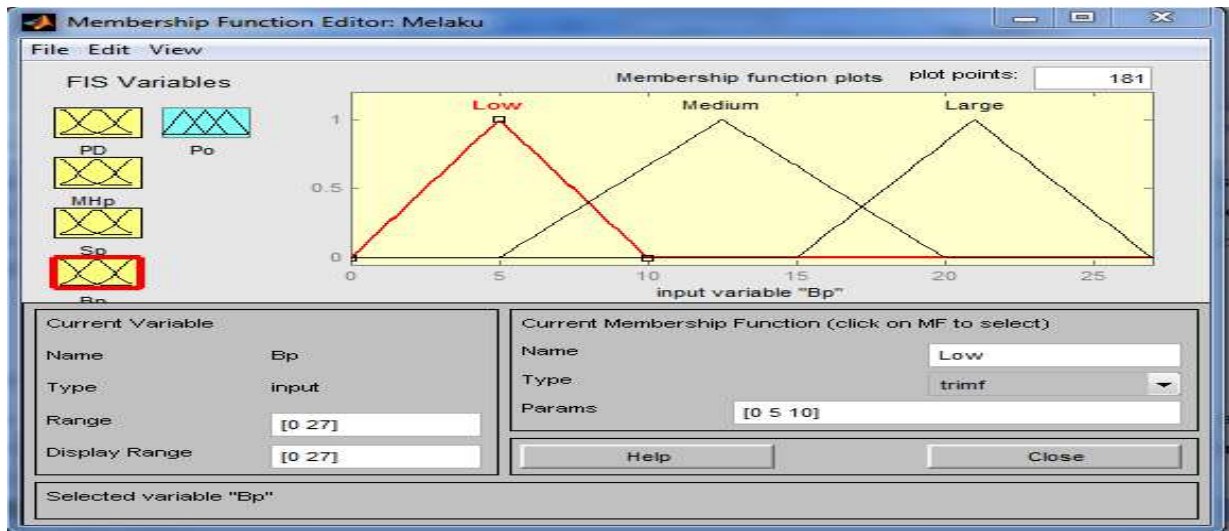 Membership Function Editor: Melaku
File Edit View
FIS Variables
Membership function plots plot points: 181
PD Po
MHp
Sp
Bp
Low Medium Large
1
0.5
0
0 5 10 15 20 25
input variable "Bp"
Current Variable
Name Bp
Type input
Range [0 27]
Display Range [0 27]
Current Membership Function (click on MF to select)
Name Low
Type trimf
Params [0 5 10]
Help Close
Selected variable "Bp"